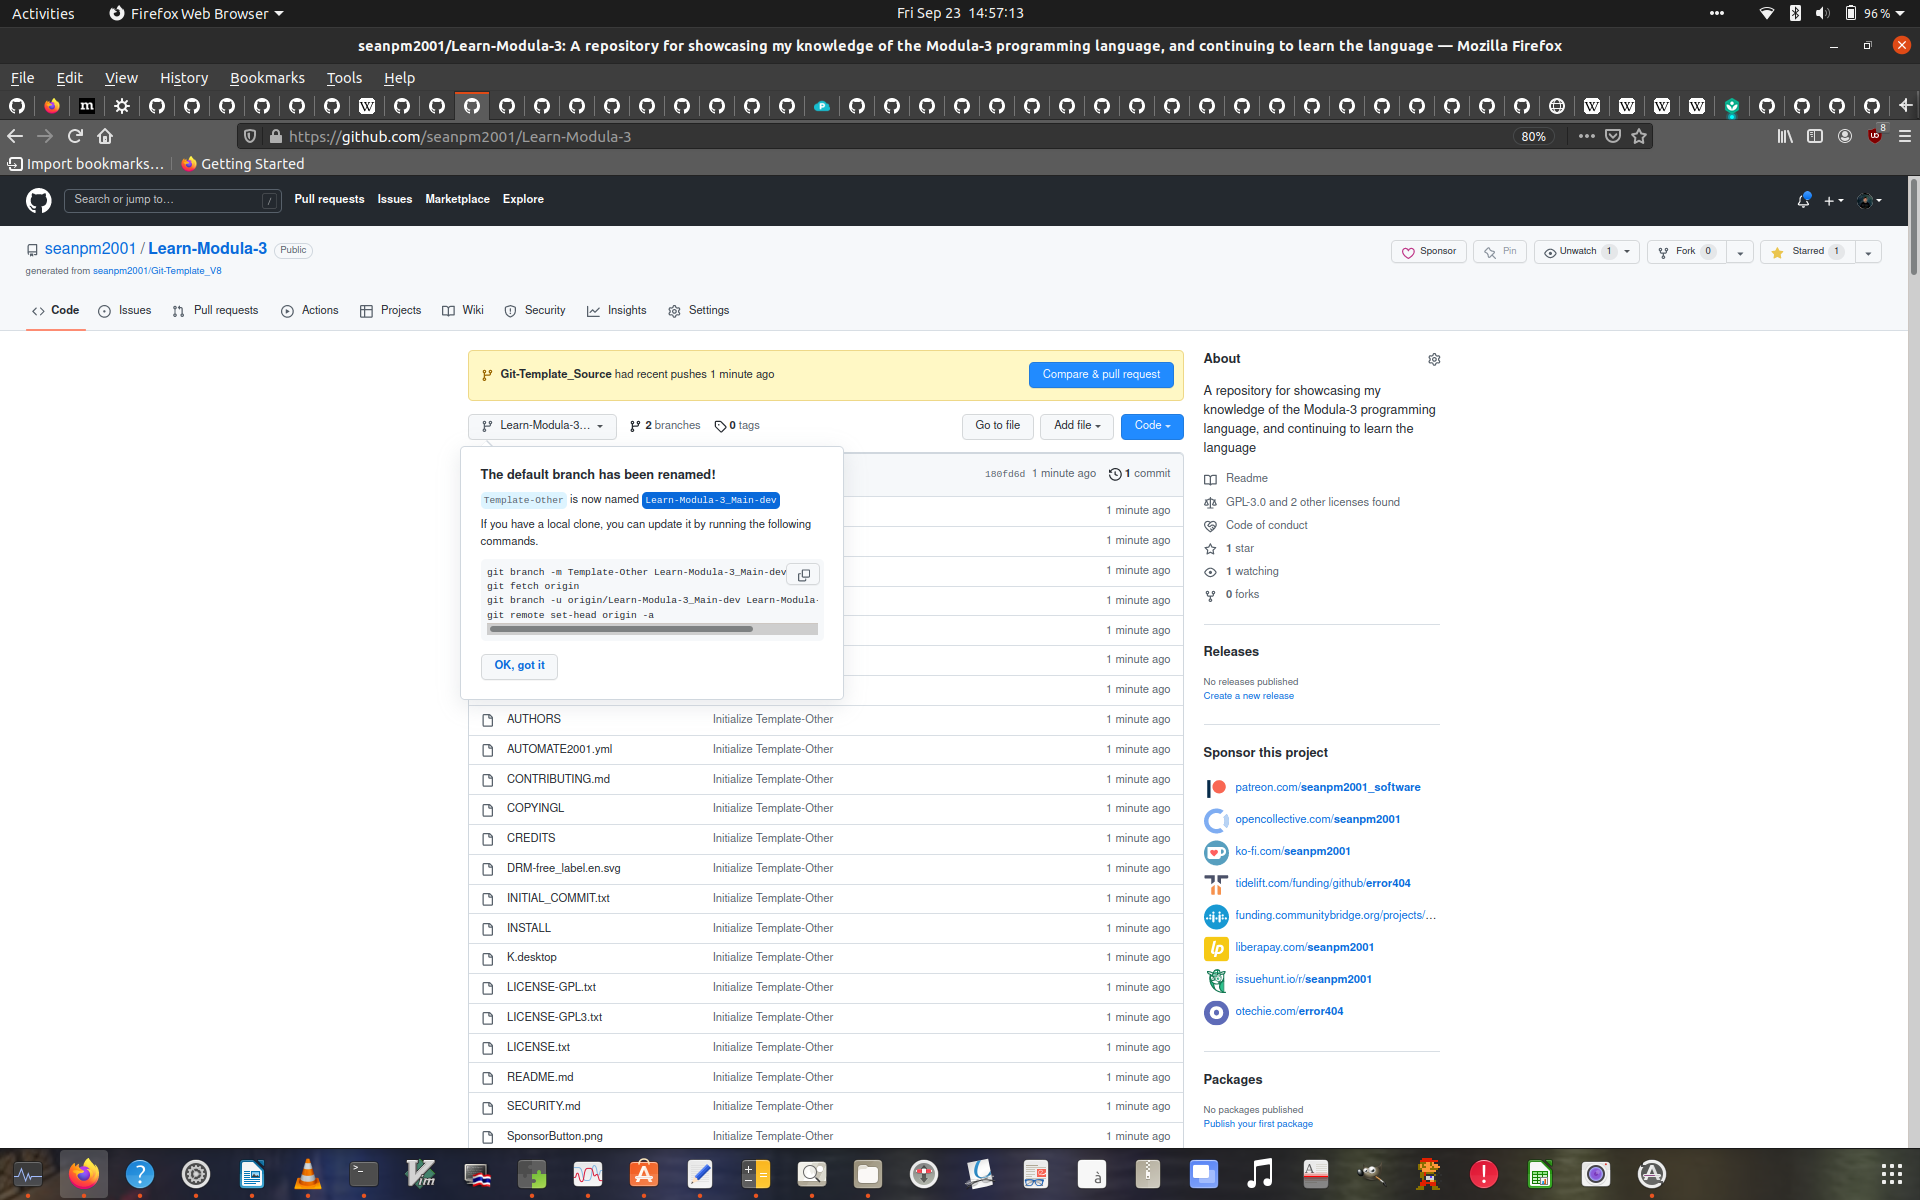 Activities
Firefox Web Browser
Fri Sep 23 14:57:13
96 %
seanpm2001/Learn-Modula-3: A repository for showcasing my knowledge of the Modula-3 programming language, and continuing to learn the language — Mozilla Firefox
File Edit View History Bookmarks Tools Help
https://github.com/seanpm2001/Learn-Modula-3
80%
8
Import bookmarks…
Getting Started
Search or jump to…
/
Pull requests Issues Marketplace Explore
seanpm2001 / Learn-Modula-3 Public
generated from seanpm2001/Git-Template_V8
Sponsor
Pin
Unwatch 1
Fork 0
Starred 1
Code
Issues
Pull requests
Actions
Projects
Wiki
Security
Insights
Settings
Git-Template_Source had recent pushes 1 minute ago
Compare & pull request
Learn-Modula-3...
2 branches
0 tags
Go to file
Add file
Code
The default branch has been renamed!
Template-Other is now named Learn-Modula-3_Main-dev
If you have a local clone, you can update it by running the following
commands.
git branch -m Template-Other Learn-Modula-3_Main-dev
git fetch origin
git branch -u origin/Learn-Modula-3_Main-dev Learn-Modula-
git remote set-head origin -a
OK, got it
180fd6d 1 minute ago 1 commit
1 minute ago
1 minute ago
1 minute ago
1 minute ago
1 minute ago
1 minute ago
1 minute ago
AUTHORS Initialize Template-Other 1 minute ago
AUTOMATE2001.yml Initialize Template-Other 1 minute ago
CONTRIBUTING.md Initialize Template-Other 1 minute ago
COPYINGL Initialize Template-Other 1 minute ago
CREDITS Initialize Template-Other 1 minute ago
DRM-free_label.en.svg Initialize Template-Other 1 minute ago
INITIAL_COMMIT.txt Initialize Template-Other 1 minute ago
INSTALL Initialize Template-Other 1 minute ago
K.desktop Initialize Template-Other 1 minute ago
LICENSE-GPL.txt Initialize Template-Other 1 minute ago
LICENSE-GPL3.txt Initialize Template-Other 1 minute ago
LICENSE.txt Initialize Template-Other 1 minute ago
README.md Initialize Template-Other 1 minute ago
SECURITY.md Initialize Template-Other 1 minute ago
SponsorButton.png Initialize Template-Other 1 minute ago
About
A repository for showcasing my
knowledge of the Modula-3 programming
language, and continuing to learn the
language
Readme
GPL-3.0 and 2 other licenses found
Code of conduct
1 star
1 watching
0 forks
Releases
No releases published
Create a new release
Sponsor this project
patreon.com/seanpm2001_software
opencollective.com/seanpm2001
ko-fi.com/seanpm2001
tidelift.com/funding/github/error404
funding.communitybridge.org/projects/…
liberapay.com/seanpm2001
issuehunt.io/r/seanpm2001
otechie.com/error404
Packages
No packages published
Publish your first package